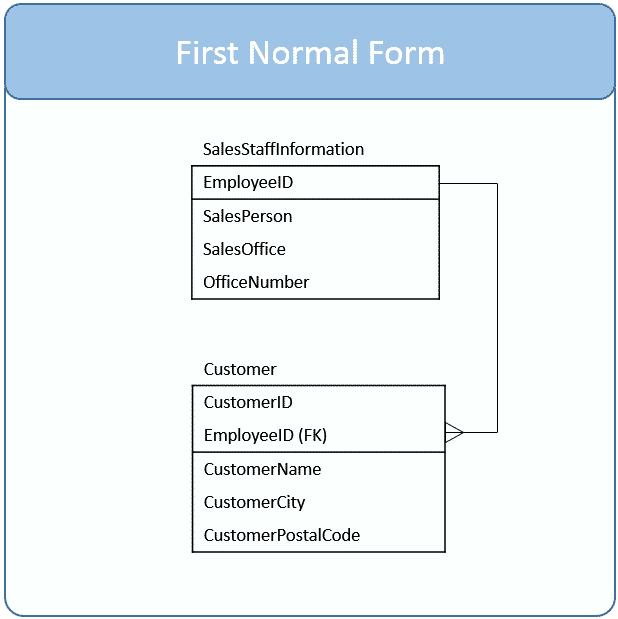 First Normal Form
SalesStaffInformation
EmployeeID
SalesPerson
SalesOffice
OfficeNumber
Customer
CustomerID
EmployeeID (FK)
CustomerName
CustomerCity
CustomerPostalCode